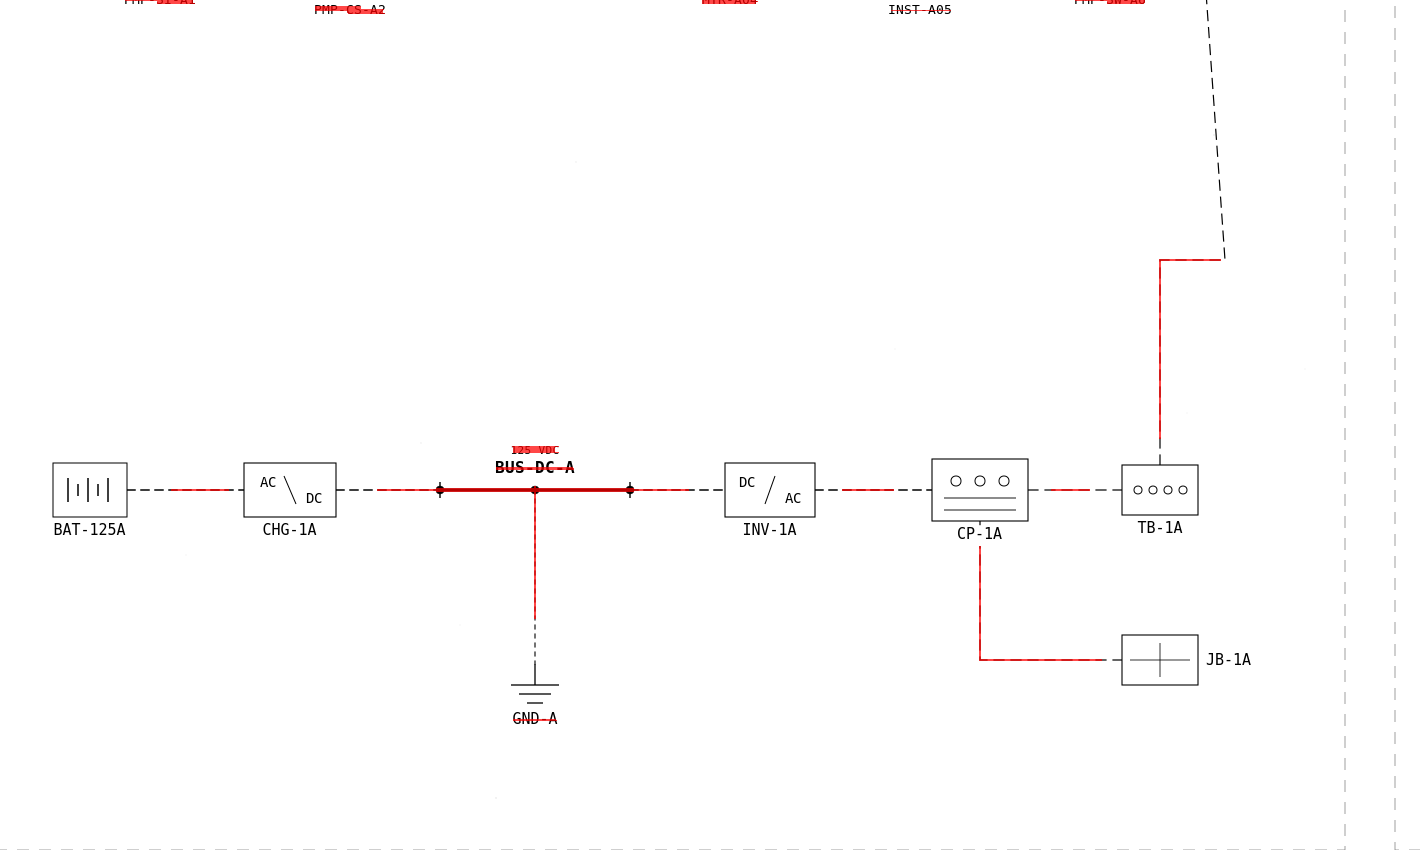 PMP-CS-A2
INST-A05
125 VDC
BUS-DC-A
AC
DC
DC
AC
BAT-125A
CHG-1A
INV-1A
CP-1A
TB-1A
JB-1A
GND-A